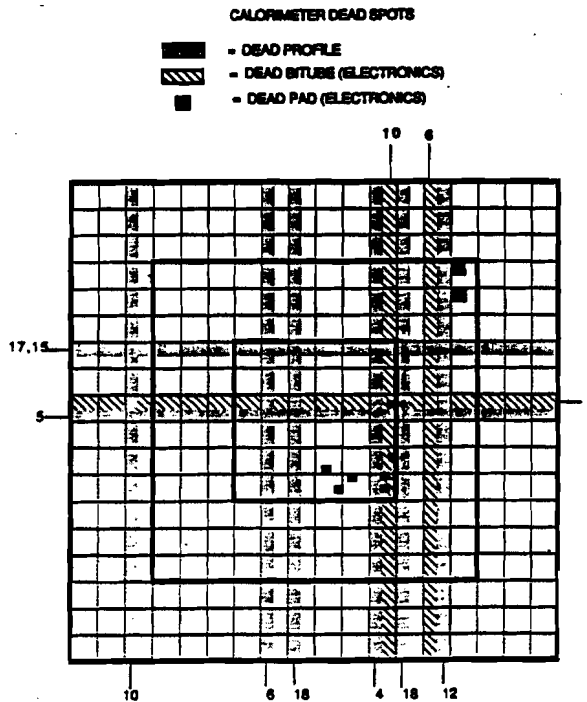 CALORIMETER DEAD SPOTS
= DEAD PROFILE
= DEAD BITUBE (ELECTRONICS)
= DEAD PAD (ELECTRONICS)
10 6
17,15
5
10 6 18 4 18 12